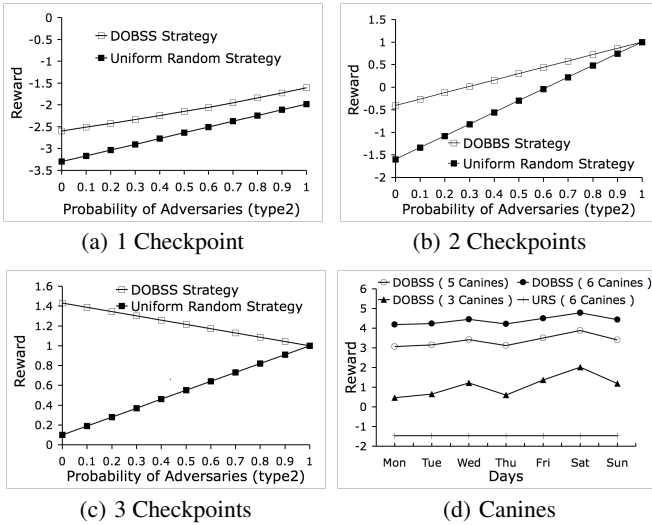 0
-0.5
-1
-1.5
-2
-2.5
-3
-3.5
Reward
DOBSS Strategy
Uniform Random Strategy
0 0.1 0.2 0.3 0.4 0.5 0.6 0.7 0.8 0.9 1
Probability of Adversaries (type2)
(a) 1 Checkpoint
1.5
1
0.5
0
-0.5
-1
-1.5
-2
Reward
DOBBS Strategy
Uniform Random Strategy
0 0.1 0.2 0.3 0.4 0.5 0.6 0.7 0.8 0.9 1
Probability of Adversaries (type2)
(b) 2 Checkpoints
1.6
1.4
1.2
1
0.8
0.6
0.4
0.2
0
Reward
DOBSS Strategy
Uniform Random Strategy
0 0.1 0.2 0.3 0.4 0.5 0.6 0.7 0.8 0.9 1
Probability of Adversaries (type2)
(c) 3 Checkpoints
6
5
4
3
2
1
0
-1
-2
Reward
DOBSS ( 5 Canines) DOBSS ( 6 Canines )
DOBSS ( 3 Canines ) URS ( 6 Canines )
Mon Tue Wed Thu Fri Sat Sun
Days
(d) Canines